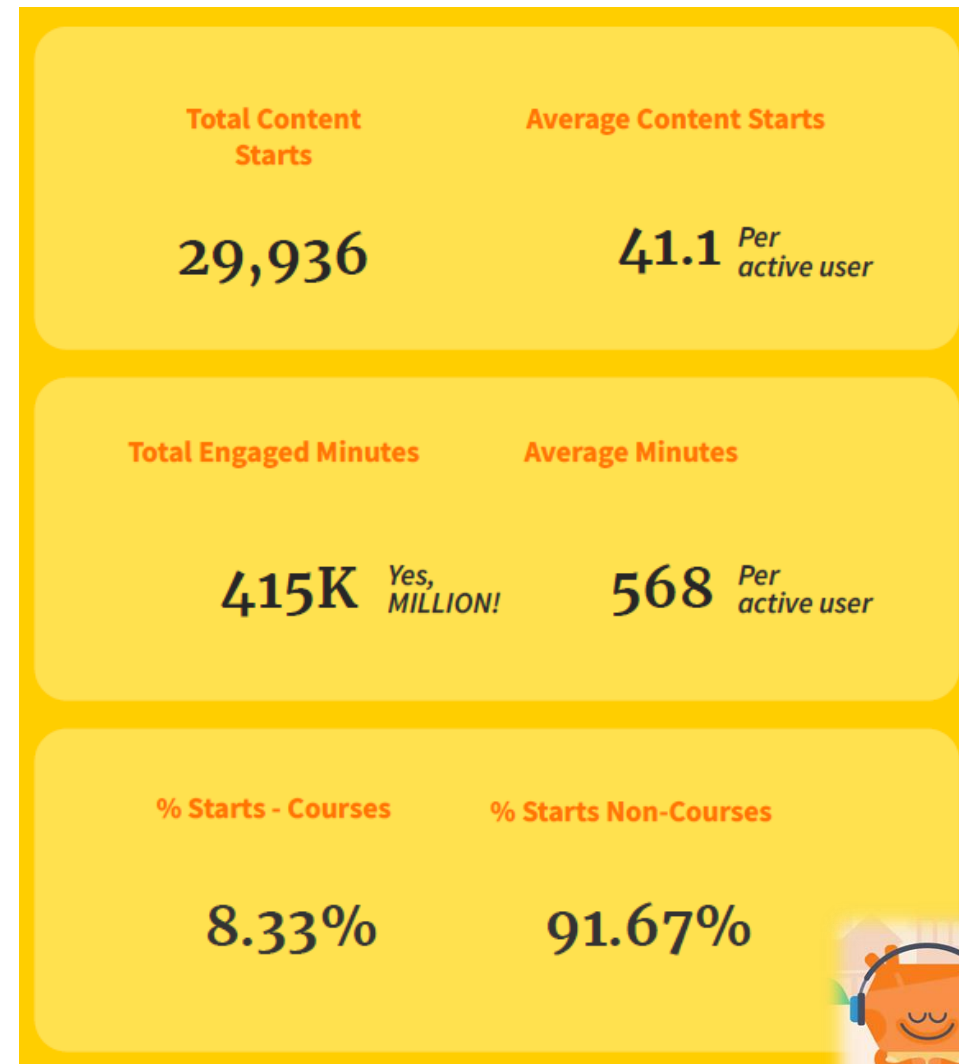 Total Content
Starts
Average Content Starts
29,936
41.1 Per
active user
Total Engaged Minutes
Average Minutes
415K Yes,
MILLION!
568 Per
active user
% Starts - Courses
% Starts Non-Courses
8.33%
91.67%